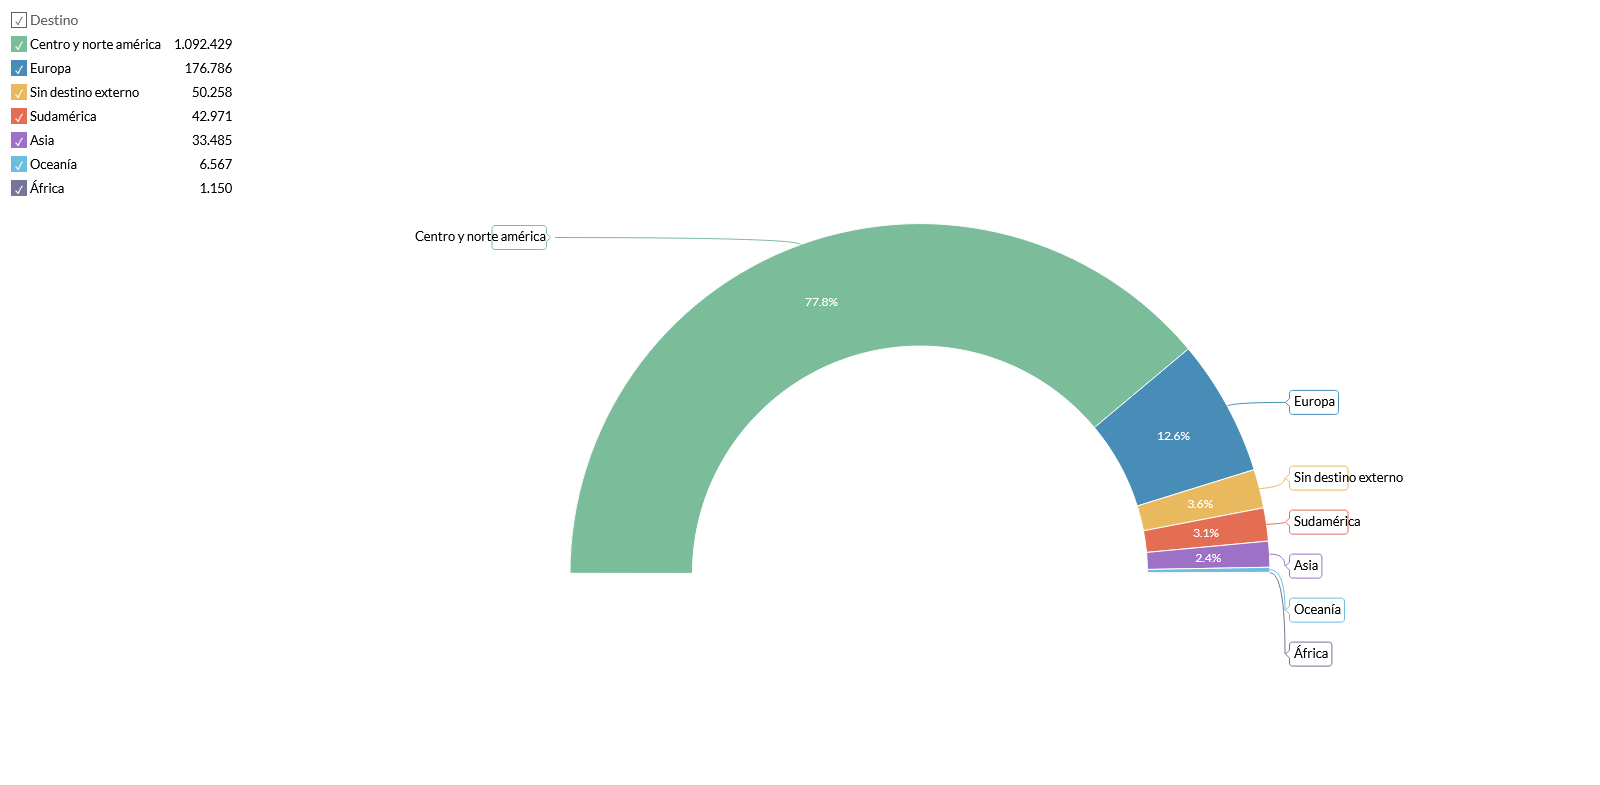 Destino
Centro y norte américa 1.092.429
Europa 176.786
Sin destino externo 50.258
Sudamérica 42.971
Asia 33.485
Oceanía 6.567
África 1.150
Centro y norte américa
77.8%
Europa
12.6%
Sin destino externo
3.6%
Sudamérica
3.1%
Asia
2.4%
Oceanía
África